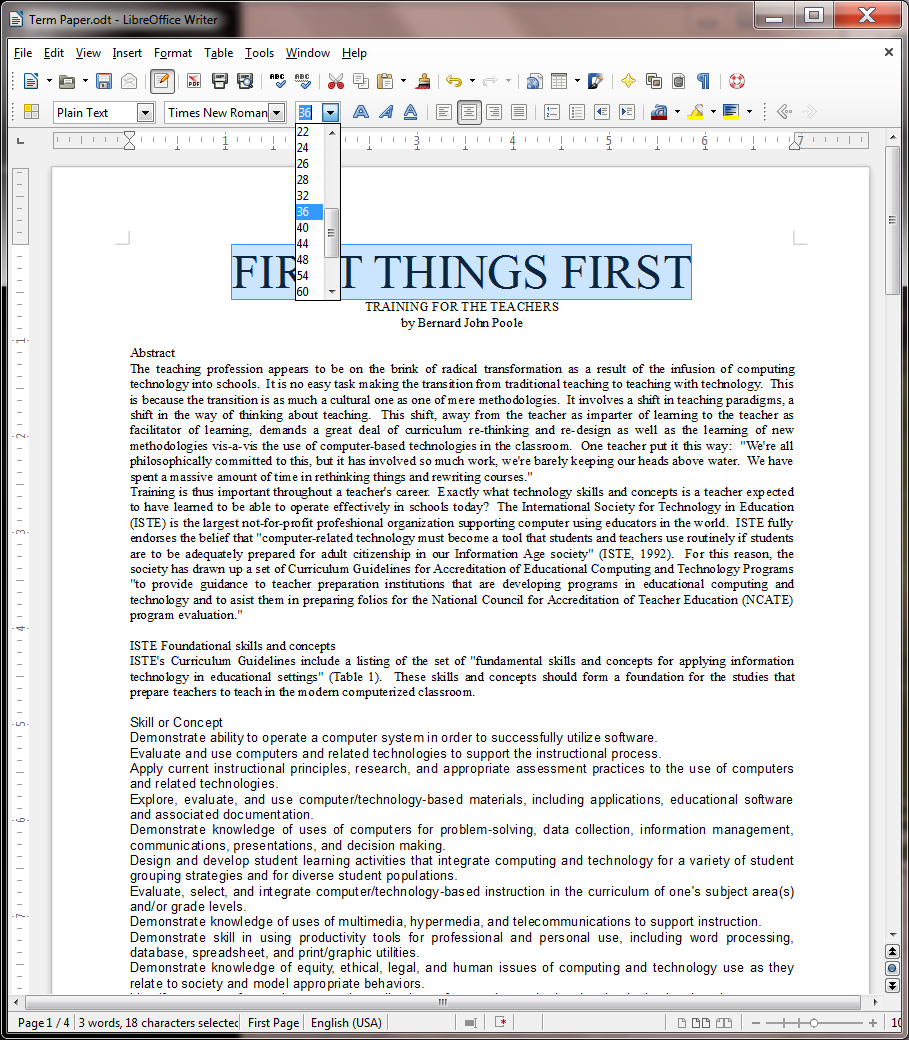 Term Paper.odt - LibreOffice Writer
File Edit View Insert Format Table Tools Window Help
PDF ABC ABC
Plain Text Times New Roman 36
1 2 3 4 5 6 7
22
24
26
28
32
36
40
44
48
54
60
FIRST THINGS FIRST
TRAINING FOR THE TEACHERS
by Bernard John Poole
Abstract
The teaching profession appears to be on the brink of radical transformation as a result of the infusion of computing
technology into schools. It is no easy task making the transition from traditional teaching to teaching with technology. This
is because the transition is as much a cultural one as one of mere methodologies. It involves a shift in teaching paradigms, a
shift in the way of thinking about teaching. This shift, away from the teacher as imparter of learning to the teacher as
facilitator of learning, demands a great deal of curriculum re-thinking and re-design as well as the learning of new
methodologies vis-a-vis the use of computer-based technologies in the classroom. One teacher put it this way: "We're all
philosophically committed to this, but it has involved so much work, we're barely keeping our heads above water. We have
spent a massive amount of time in rethinking things and rewriting courses."
Training is thus important throughout a teacher's career. Exactly what technology skills and concepts is a teacher expected
to have learned to be able to operate effectively in schools today? The International Society for Technology in Education
(ISTE) is the largest not-for-profit profeshional organization supporting computer using educators in the world. ISTE fully
endorses the belief that "computer-related technology must become a tool that students and teachers use routinely if students
are to be adequately prepared for adult citizenship in our Information Age society" (ISTE, 1992). For this reason, the
society has drawn up a set of Curriculum Guidelines for Accreditation of Educational Computing and Technology Programs
"to provide guidance to teacher preparation institutions that are developing programs in educational computing and
technology and to asist them in preparing folios for the National Council for Accreditation of Teacher Education (NCATE)
program evaluation."
ISTE Foundational skills and concepts
ISTE's Curriculum Guidelines include a listing of the set of "fundamental skills and concepts for applying information
technology in educational settings" (Table 1). These skills and concepts should form a foundation for the studies that
prepare teachers to teach in the modern computerized classroom.
Skill or Concept
Demonstrate ability to operate a computer system in order to successfully utilize software.
Evaluate and use computers and related technologies to support the instructional process.
Apply current instructional principles, research, and appropriate assessment practices to the use of computers
and related technologies.
Explore, evaluate, and use computer/technology-based materials, including applications, educational software
and associated documentation.
Demonstrate knowledge of uses of computers for problem-solving, data collection, information management,
communications, presentations, and decision making.
Design and develop student learning activities that integrate computing and technology for a variety of student
grouping strategies and for diverse student populations.
Evaluate, select, and integrate computer/technology-based instruction in the curriculum of one's subject area(s)
and/or grade levels.
Demonstrate knowledge of uses of multimedia, hypermedia, and telecommunications to support instruction.
Demonstrate skill in using productivity tools for professional and personal use, including word processing,
database, spreadsheet, and print/graphic utilities.
Demonstrate knowledge of equity, ethical, legal, and human issues of computing and technology use as they
relate to society and model appropriate behaviors.
Page 1 / 4 3 words, 18 characters selected First Page English (USA)